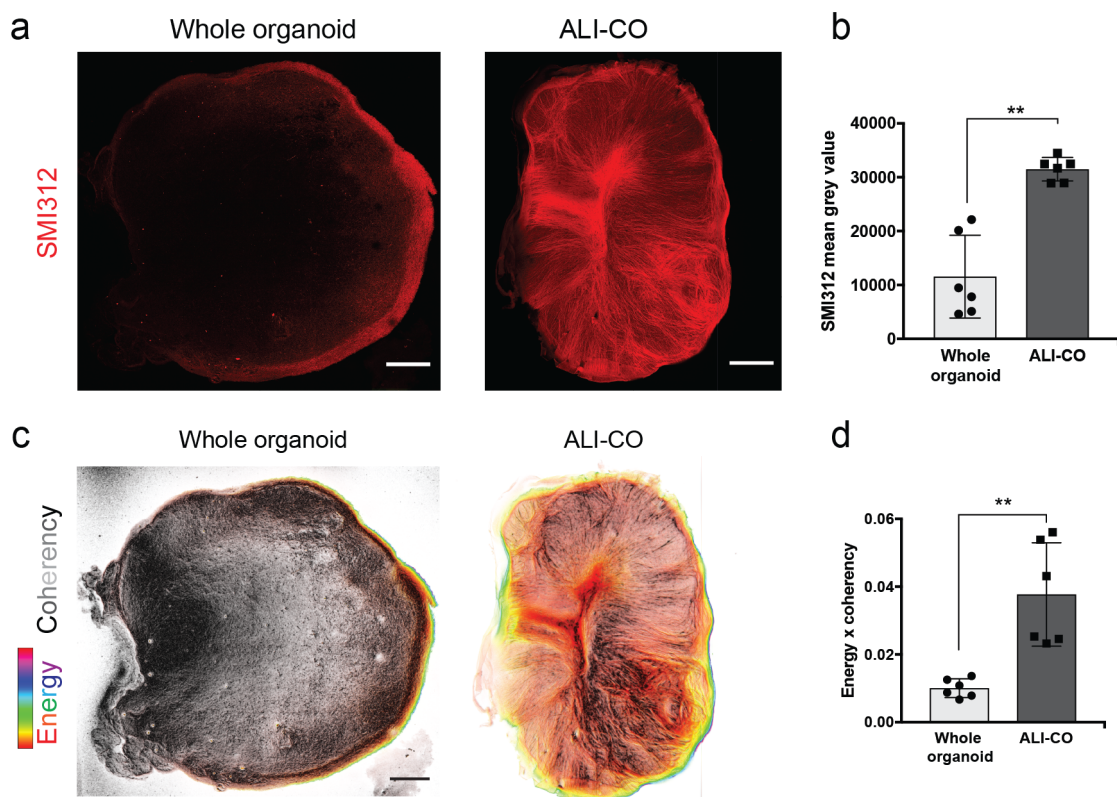 a
Whole organoid
ALI-CO
SMI312
b
**
SMI312 mean grey value
40000
30000
20000
10000
0
Whole
organoid
ALI-CO
c
Whole organoid
ALI-CO
Energy Coherency
d
**
Energy x coherency
0.06
0.04
0.02
0.00
Whole
organoid
ALI-CO